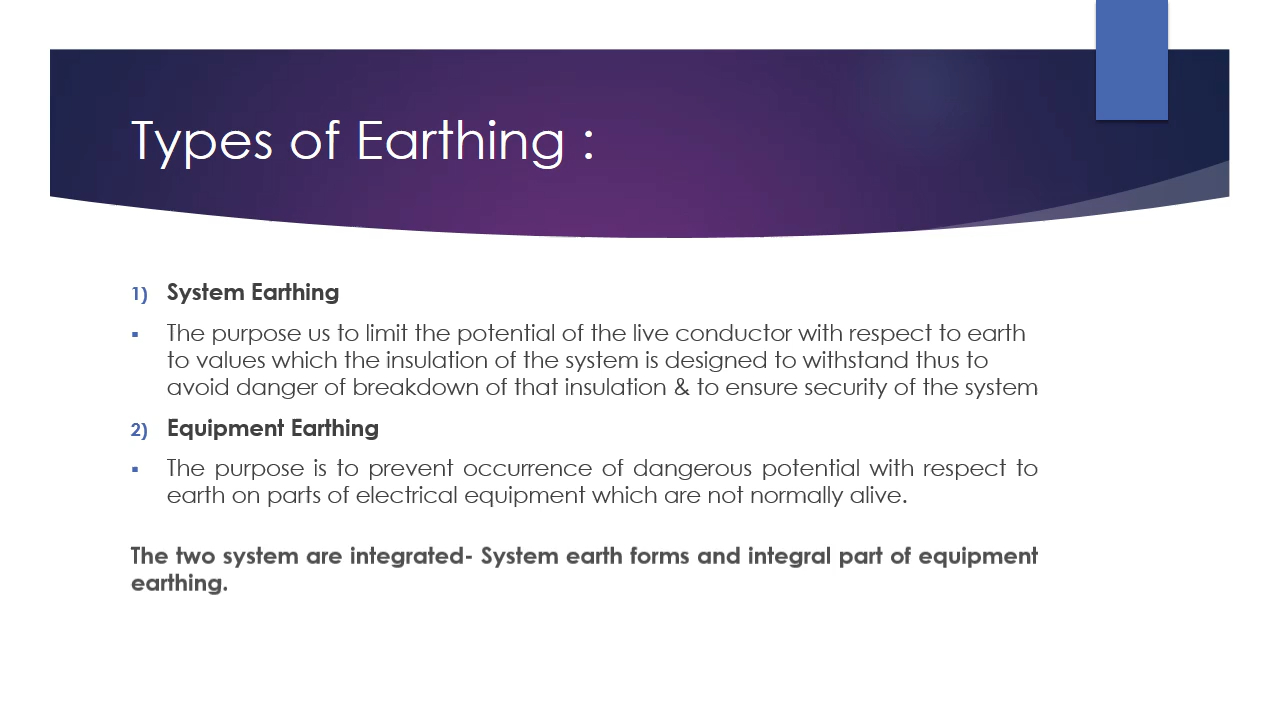 Types of Earthing :
1) System Earthing
▪ The purpose us to limit the potential of the live conductor with respect to earth
to values which the insulation of the system is designed to withstand thus to
avoid danger of breakdown of that insulation & to ensure security of the system
2) Equipment Earthing
▪ The purpose is to prevent occurrence of dangerous potential with respect to
earth on parts of electrical equipment which are not normally alive.
The two system are integrated- System earth forms and integral part of equipment
earthing.